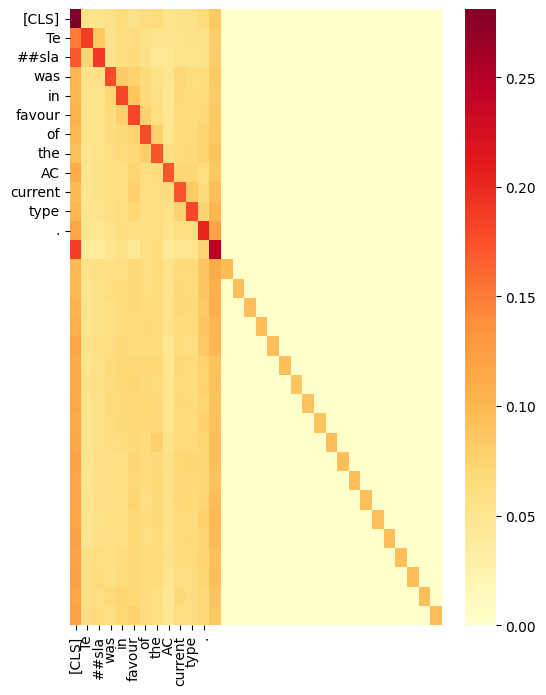 [CLS]
Te
##sla
was
in
favour
of
the
AC
current
type
.
0.25
0.20
0.15
0.10
0.05
0.00
[CLS]
Te
##sla
was
in
favour
of
the
AC
current
type
.